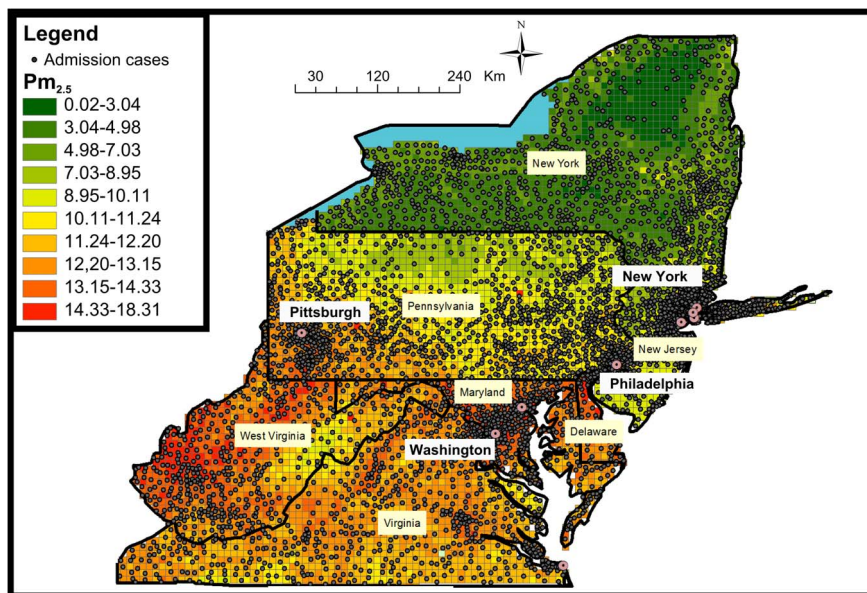 Legend
Admission cases
Pm2.5
0.02-3.04
3.04-4.98
4.98-7.03
7.03-8.95
8.95-10.11
10.11-11.24
11.24-12.20
12,20-13.15
13.15-14.33
14.33-18.31
N
30 120 240 Km
New York
New York
Pittsburgh
Pennsylvania
New Jersey
Philadelphia
Maryland
West Virginia
Washington
Delaware
Virginia